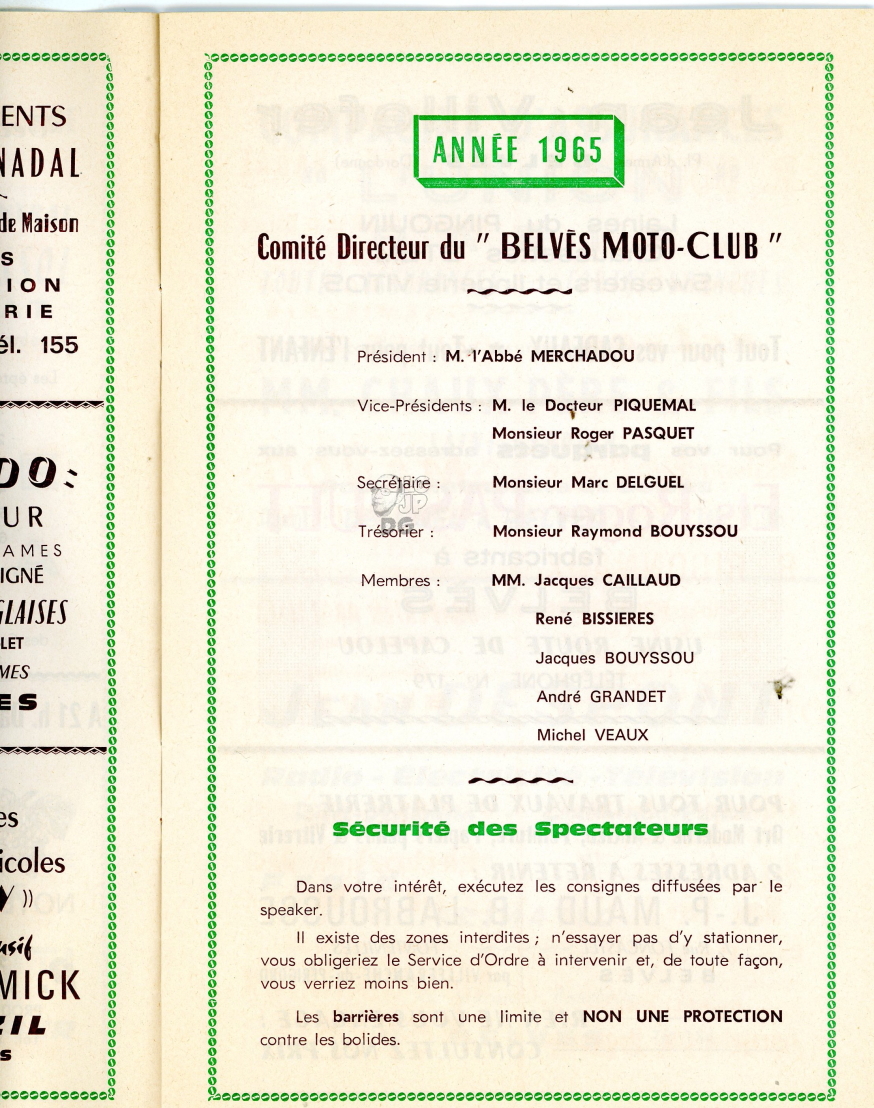 ENTS
NADAL
de Maison
S
ION
RIE
él. 155
DO:
UR
AMES
IGNÉ
GLAISES
LET
MES
ES
es
icoles
Y »
usif
MICK
ZIL
s
ANNÉE 1965
Comité Directeur du " BELVÈS MOTO-CLUB "
Président : M. l'Abbé MERCHADOU
Vice-Présidents : M. le Docteur PIQUEMAL
Monsieur Roger PASQUET
Secrétaire : Monsieur Marc DELGUEL
Trésorier : Monsieur Raymond BOUYSSOU
Membres : MM. Jacques CAILLAUD
René BISSIERES
Jacques BOUYSSOU
André GRANDET
Michel VEAUX
Sécurité des Spectateurs
Dans votre intérêt, exécutez les consignes diffusées par le
speaker.
Il existe des zones interdites ; n'essayer pas d'y stationner,
vous obligeriez le Service d'Ordre à intervenir et, de toute façon,
vous verriez moins bien.
Les barrières sont une limite et NON UNE PROTECTION
contre les bolides.